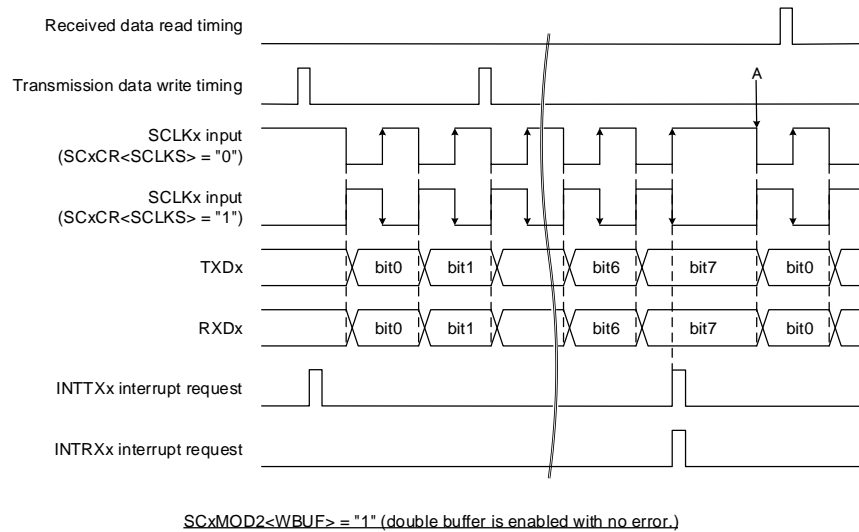 Received data read timing
Transmission data write timing
A
SCLKx input
(SCxCR<SCLKS> = "0")
SCLKx input
(SCxCR<SCLKS> = "1")
TXDx
bit0 bit1 bit6 bit7 bit0
RXDx
bit0 bit1 bit6 bit7 bit0
INTTXx interrupt request
INTRXx interrupt request
SCxMOD2<WBUF> = "1" (double buffer is enabled with no error.)